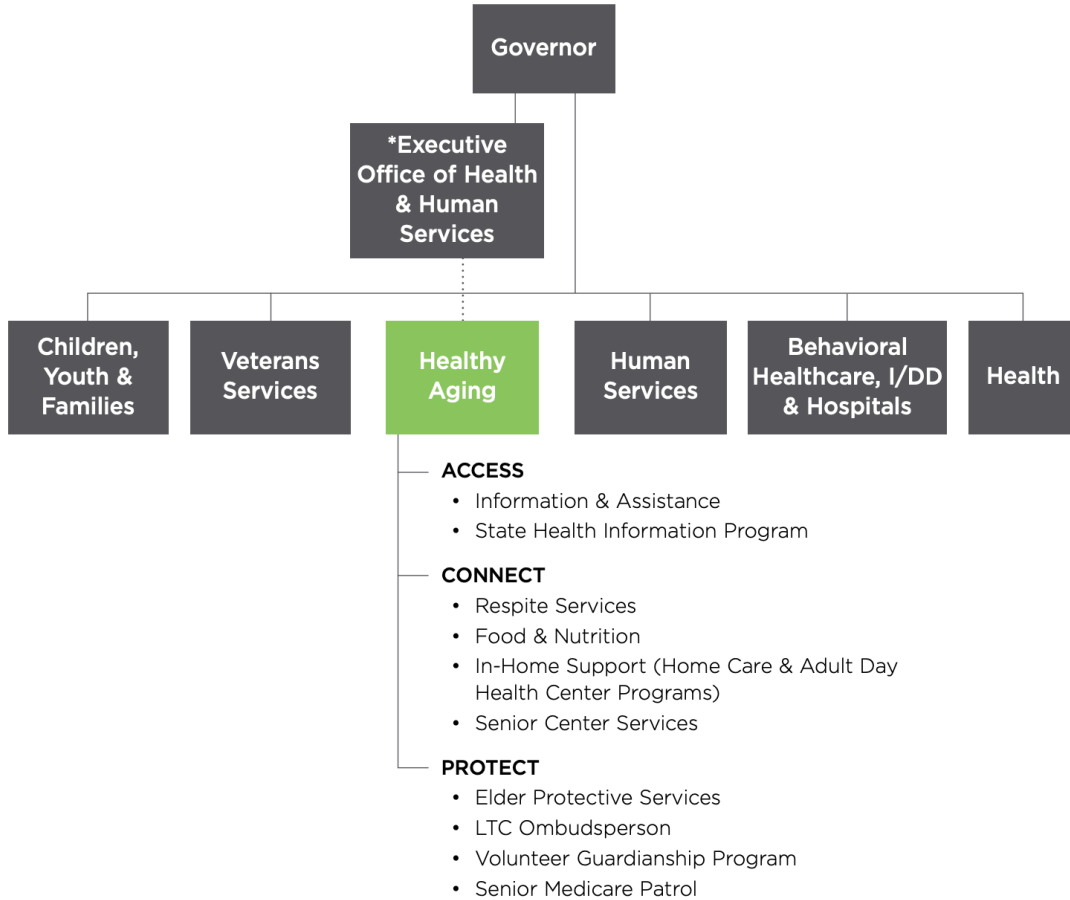 Governor
*Executive
Office of Health
& Human
Services
Children,
Youth &
Families
Veterans
Services
Healthy
Aging
Human
Services
Behavioral
Healthcare, I/DD
& Hospitals
Health
ACCESS
• Information & Assistance
• State Health Information Program
CONNECT
• Respite Services
• Food & Nutrition
• In-Home Support (Home Care & Adult Day
Health Center Programs)
• Senior Center Services
PROTECT
• Elder Protective Services
• LTC Ombudsperson
• Volunteer Guardianship Program
• Senior Medicare Patrol